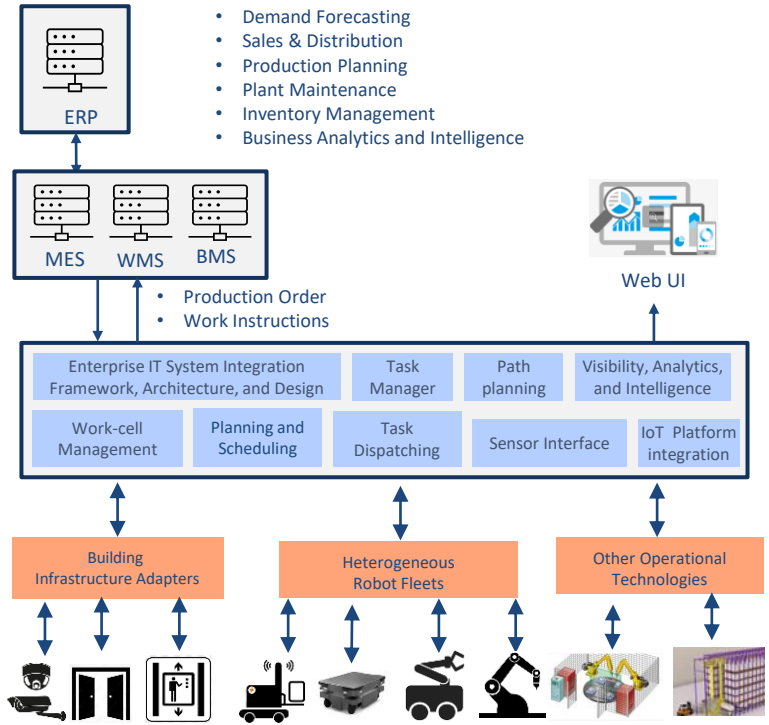 • Demand Forecasting
• Sales & Distribution
• Production Planning
• Plant Maintenance
• Inventory Management
• Business Analytics and Intelligence
ERP
MES
WMS
BMS
Web UI
• Production Order
• Work Instructions
Enterprise IT System Integration
Framework, Architecture, and Design
Task
Manager
Path
planning
Visibility, Analytics,
and Intelligence
Work-cell
Management
Planning and
Scheduling
Task
Dispatching
Sensor Interface
IoT Platform
integration
Building
Infrastructure Adapters
Heterogeneous
Robot Fleets
Other Operational
Technologies